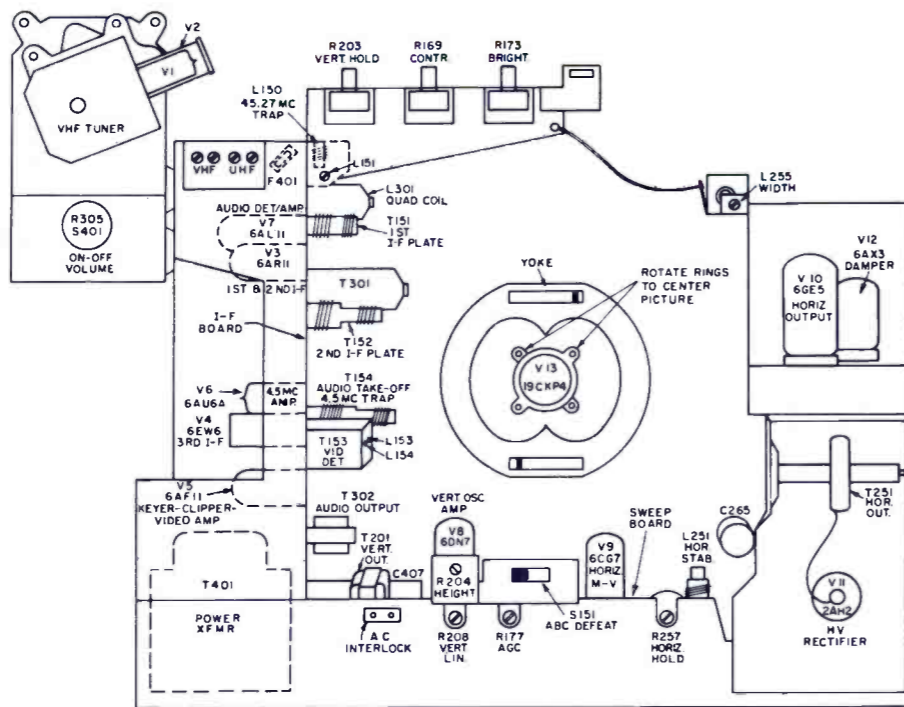 V2
V1
VHF TUNER
R203
VERT. HOLD
R169
CONTR.
R173
BRIGHT.
L150
45.27 MC
TRAP
VHF
UHF
F401
L151
L301
QUAD COIL
L255
WIDTH
R305
S401
ON-OFF
VOLUME
AUDIO DET/AMP
V7
6AL11
T151
1ST
I-F PLATE
V3
6AR11
1ST & 2ND I-F
T301
I-F
BOARD
T152
2ND I-F PLATE
YOKE
ROTATE RINGS
TO CENTER
PICTURE
V13
19CXP4
V10
6GE5
HORIZ
OUTPUT
V12
6AX3
DAMPER
V6
6AU6A
4.5MC
AMP.
T154
AUDIO TAKE-OFF
4.5MC TRAP
V4
6EW6
3RD I-F
T153
VID
DET
L153
L154
V5
6AF11
KEYER-CLIPPER-
VIDEO AMP
T302
AUDIO OUTPUT
T201
VERT.
OUT.
C407
VERT OSC
AMP
V8
6DN7
R204
HEIGHT
V9
6CG7
HORIZ
M-V
SWEEP
BOARD
L251
HOR.
STAB.
C265
T251
HOR.
OUT.
V11
2AH2
HV
RECTIFIER
T401
POWER
XFMR
AC
INTERLOCK
R208
VERT
LIN.
R177
AGC
S151
ABC DEFEAT
R257
HORIZ.
HOLD